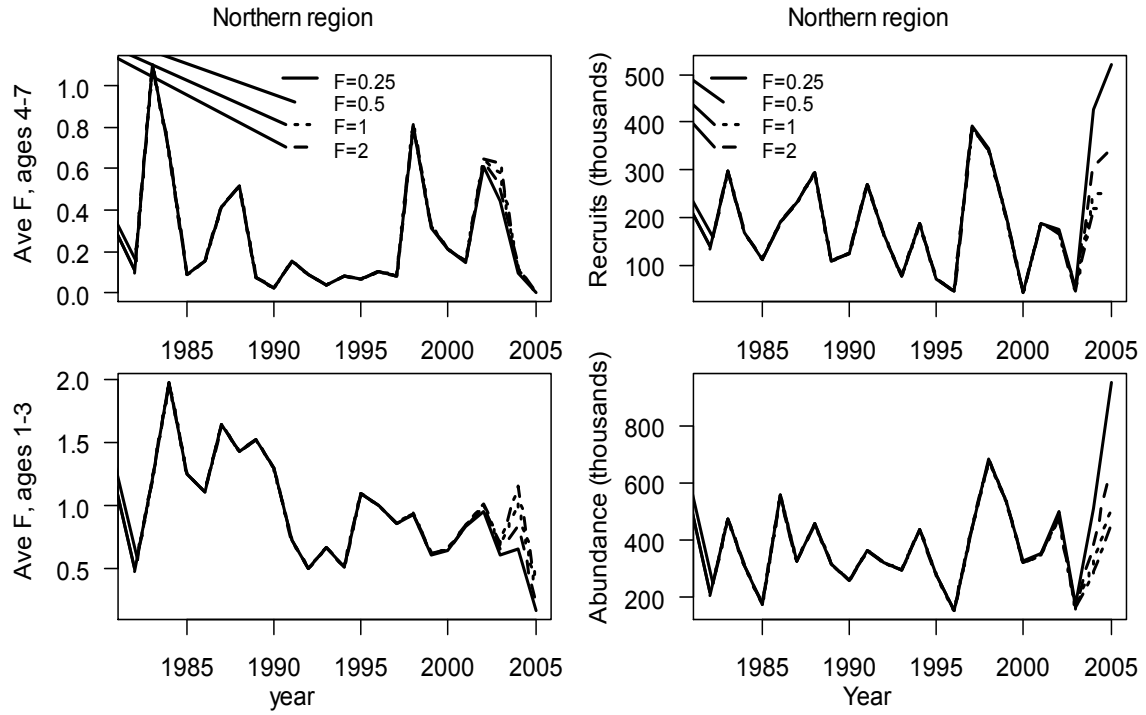 Northern region
Ave F, ages 4-7
1.0
0.8
0.6
0.4
0.2
0.0
F=0.25
F=0.5
F=1
F=2
1985 1990 1995 2000 2005
Northern region
Recruits (thousands)
500
400
300
200
100
F=0.25
F=0.5
F=1
F=2
1985 1990 1995 2000 2005
Ave F, ages 1-3
2.0
1.5
1.0
0.5
1985 1990 1995 2000 2005
year
Abundance (thousands)
800
600
400
200
1985 1990 1995 2000 2005
Year